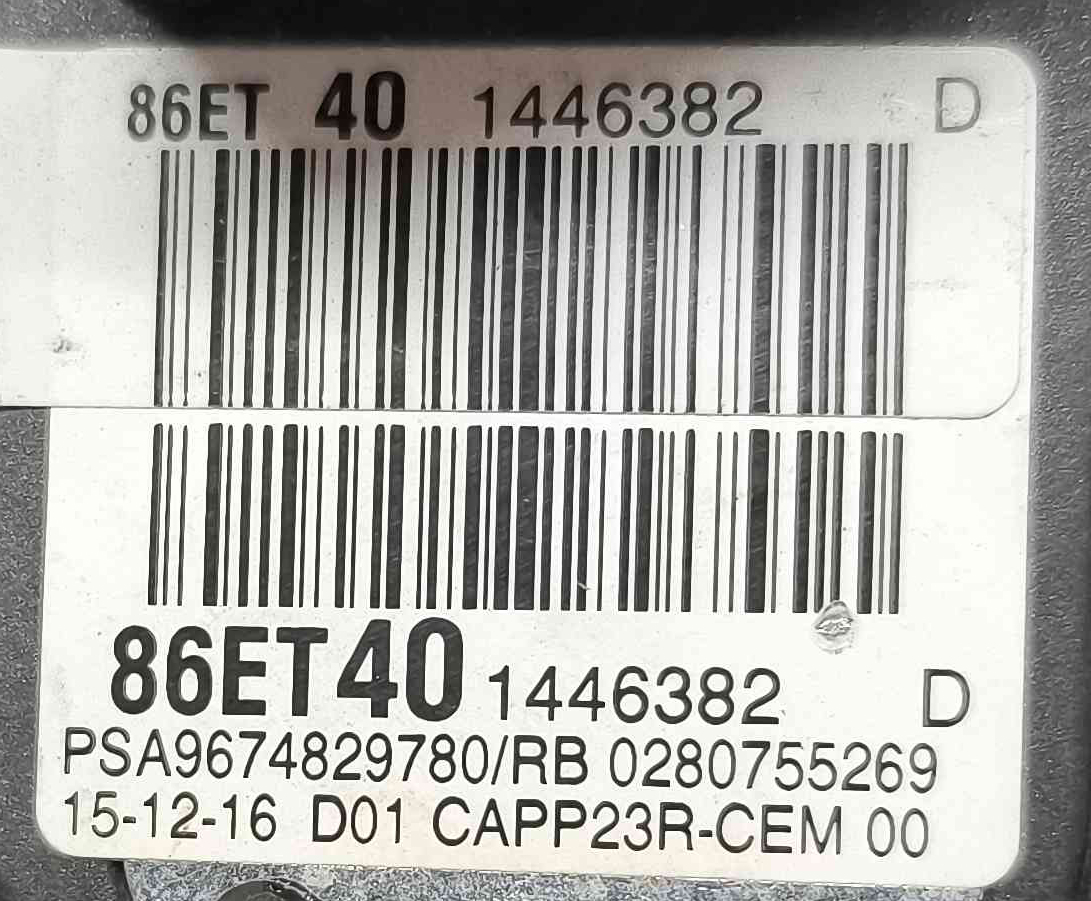 86ET 40 1446382 D
86ET40 1446382 D
PSA9674829780/RB 0280755269
15-12-16 D01 CAPP23R-CEM 00